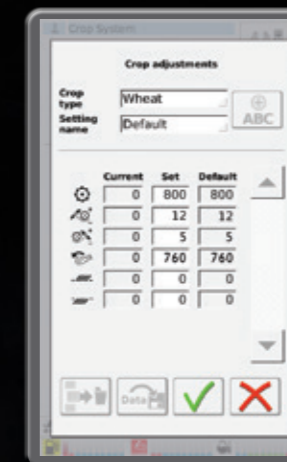 Crop System
Crop adjustments
Crop type Wheat
Setting name Default
ABC
Current Set Default
0 800 800
0 12 12
0 5 5
0 760 760
0 0 0
0 0 0
Data